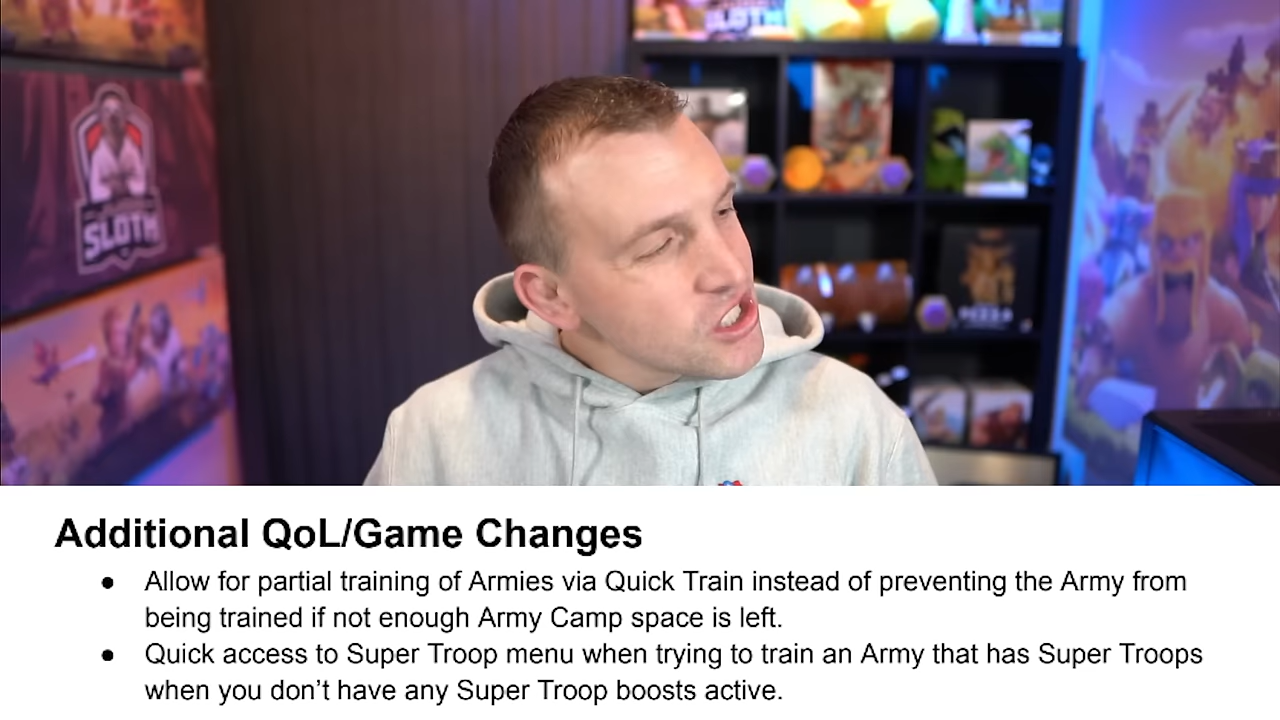 SLOTH
SLOTH
Additional QoL/Game Changes
● Allow for partial training of Armies via Quick Train instead of preventing the Army from
being trained if not enough Army Camp space is left.
● Quick access to Super Troop menu when trying to train an Army that has Super Troops
when you don’t have any Super Troop boosts active.